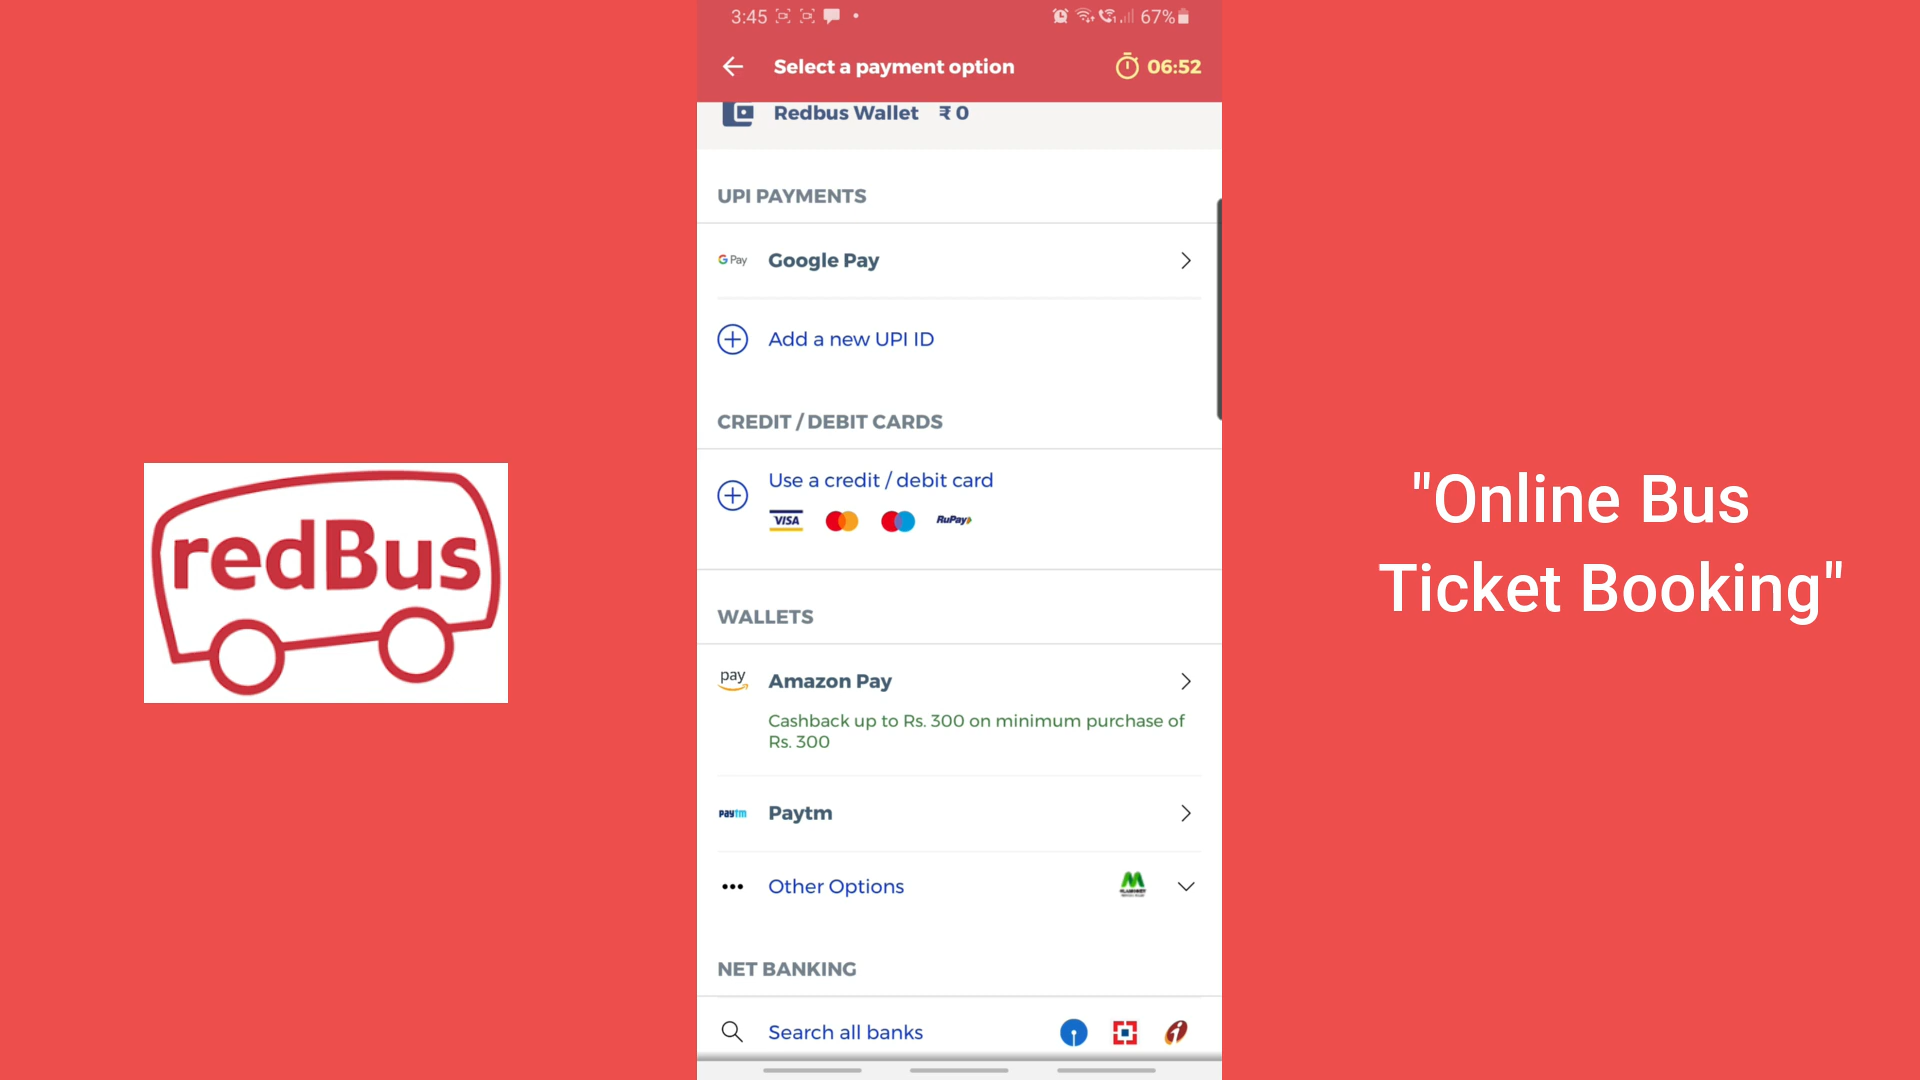 3:45
67%
Select a payment option
06:52
Redbus Wallet ₹ 0
UPI PAYMENTS
G Pay Google Pay
Add a new UPI ID
CREDIT / DEBIT CARDS
Use a credit / debit card
VISA RuPay
WALLETS
pay Amazon Pay
Cashback up to Rs. 300 on minimum purchase of
Rs. 300
paytm Paytm
Other Options
NET BANKING
Search all banks
redBus
"Online Bus
Ticket Booking"